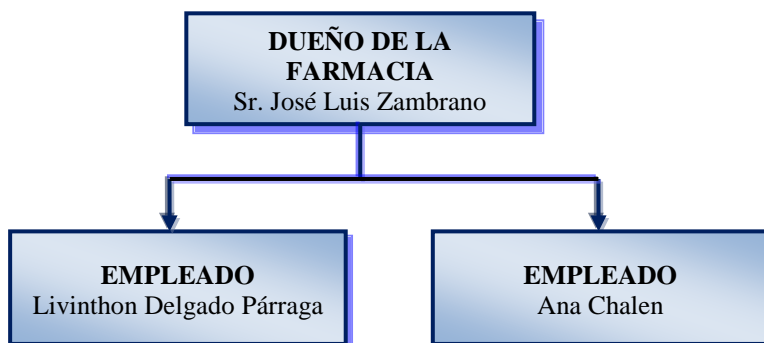 DUEÑO DE LA
FARMACIA
Sr. José Luis Zambrano
EMPLEADO
Livinthon Delgado Párraga
EMPLEADO
Ana Chalen